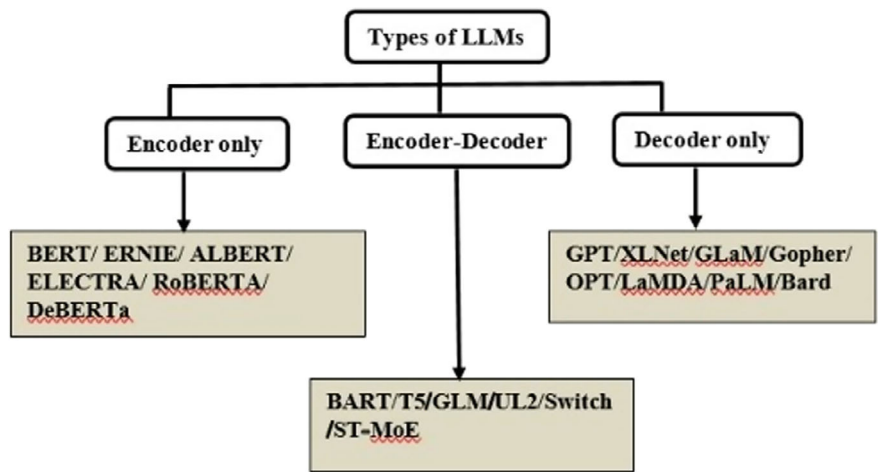 Types of LLMs
Encoder only
Encoder-Decoder
Decoder only
BERT/ ERNIE/ ALBERT/
ELECTRA/ RoBERTA/
DeBERTa
GPT/XLNet/GLaM/Gopher/
OPT/LaMDA/PaLM/Bard
BART/T5/GLM/UL2/Switch
/ST-MoE